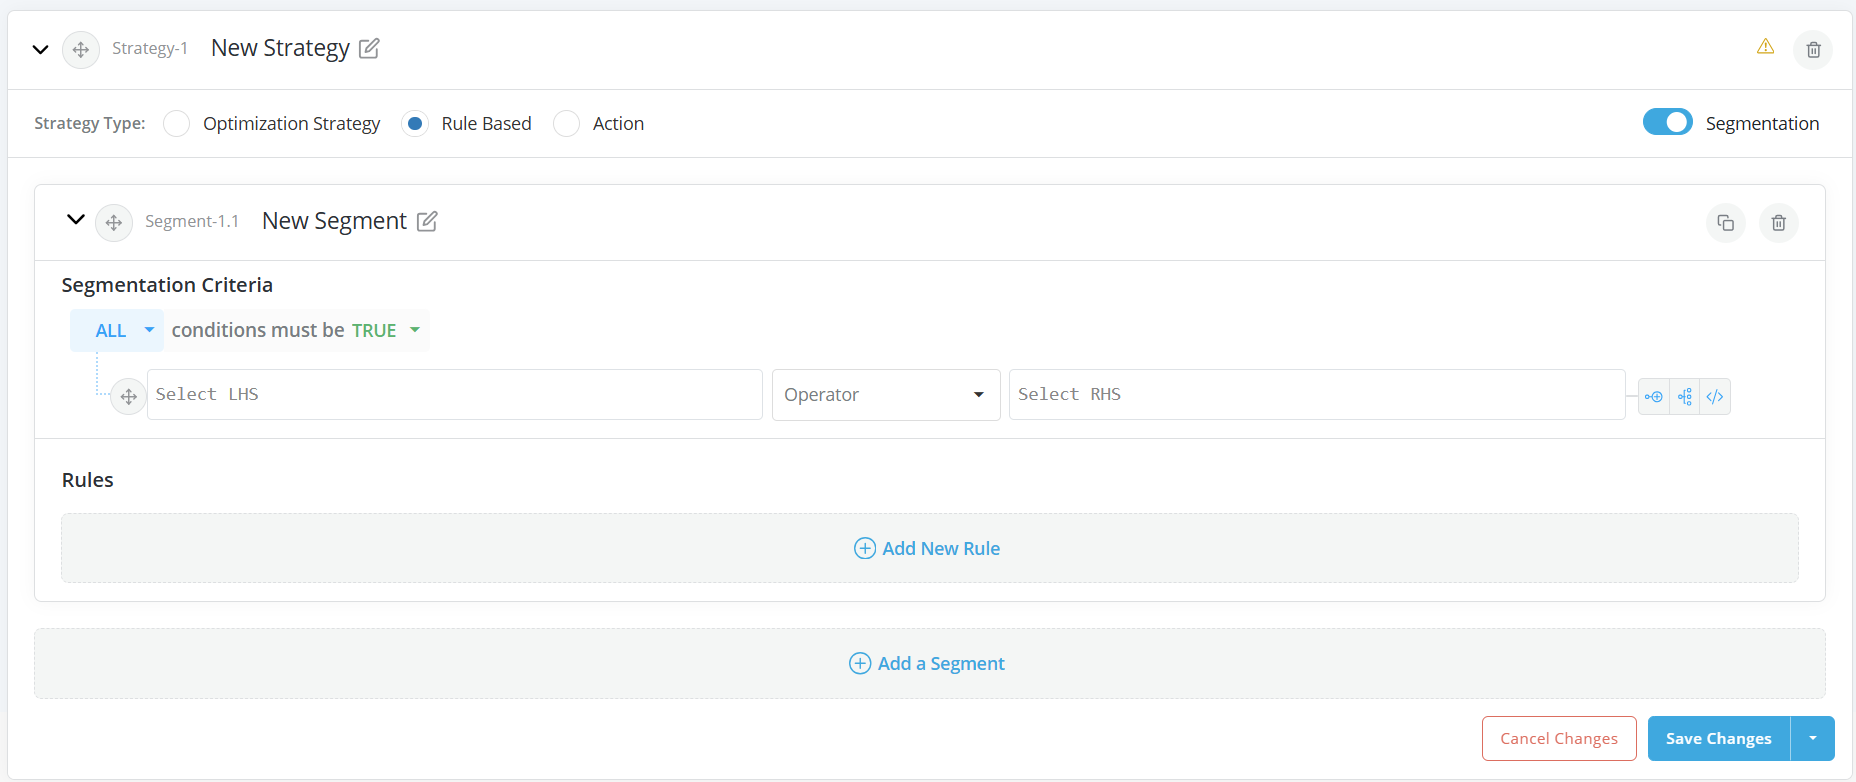 Strategy-1 New Strategy
Strategy Type: Optimization Strategy Rule Based Action Segmentation
Segment-1.1 New Segment
Segmentation Criteria
ALL conditions must be TRUE
Select LHS Operator Select RHS
Rules
Add New Rule
Add a Segment
Cancel Changes Save Changes